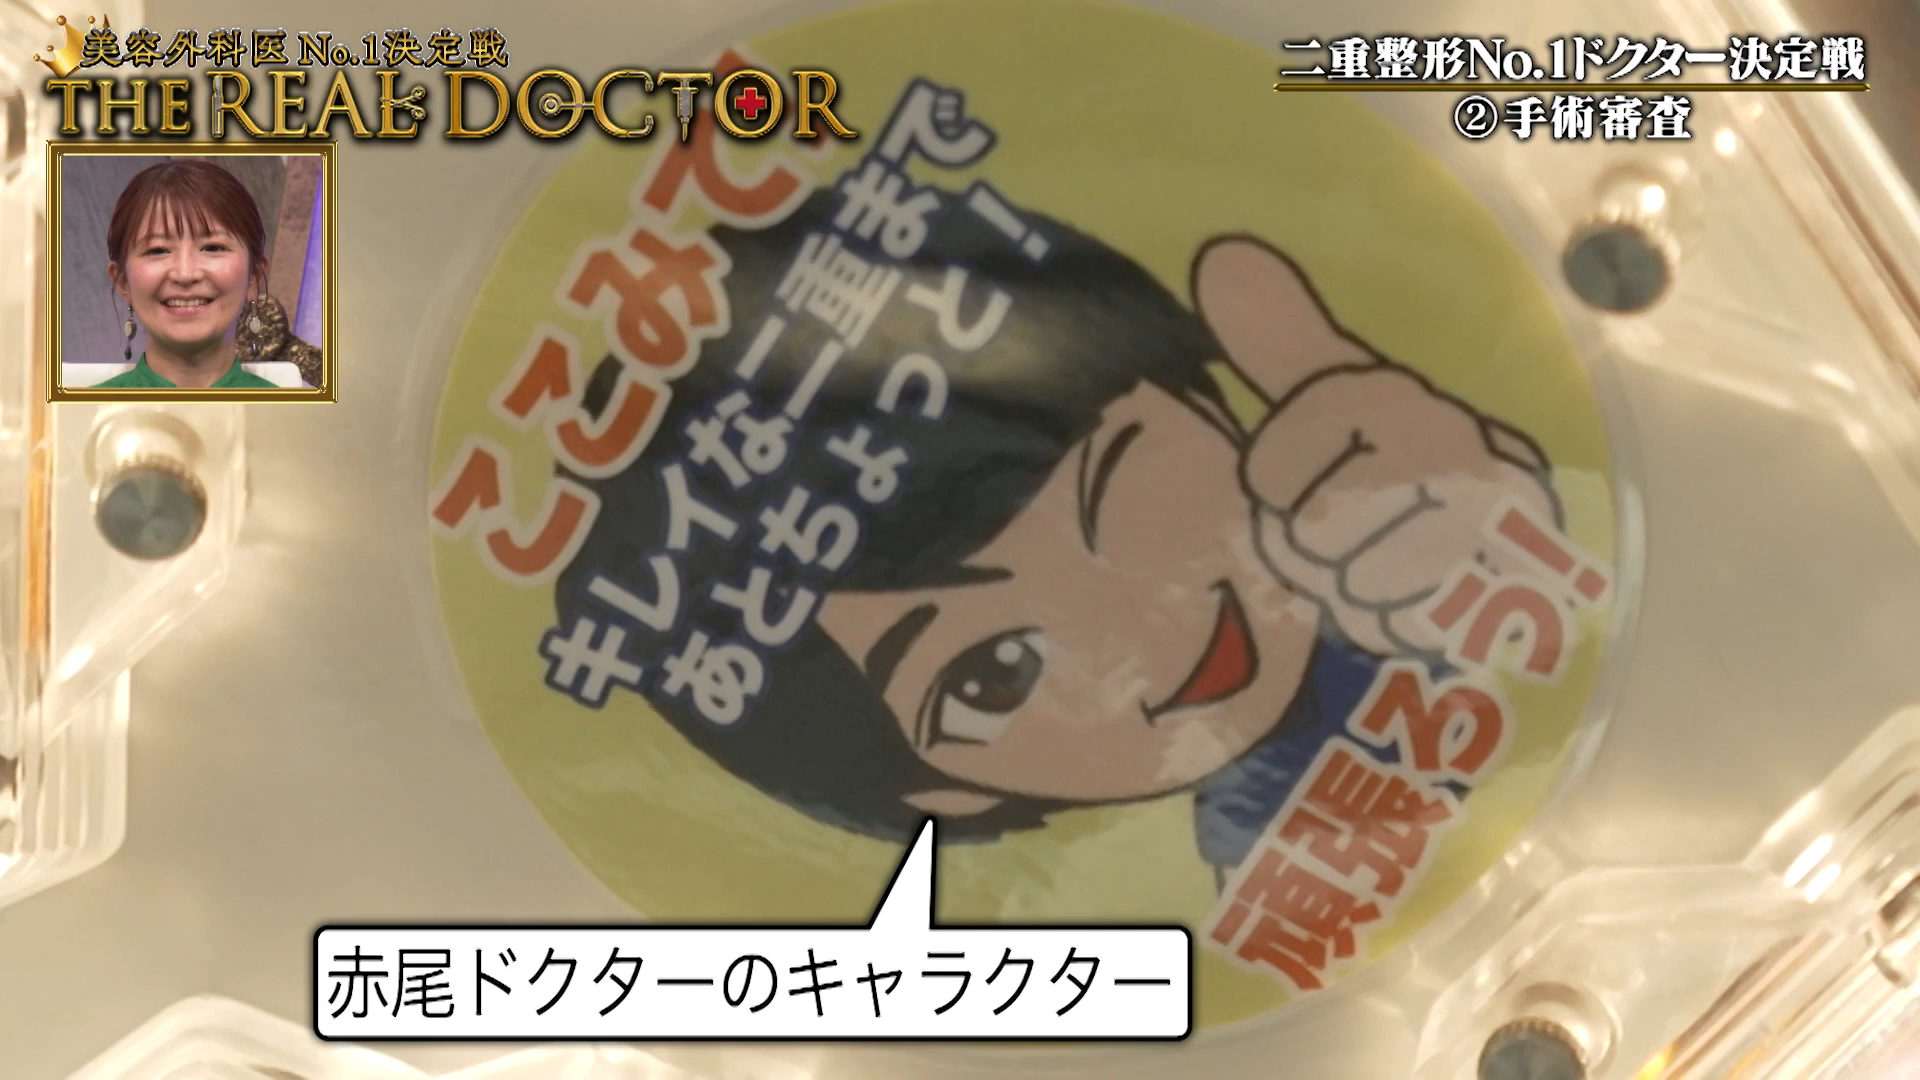 美容外科医No.1決定戦
THE REAL DOCTOR
二重整形No.1ドクター決定戦
②手術審査
ここみて
キレイな二重まで
あとちょっと!
頑張ろう!
赤尾ドクターのキャラクター